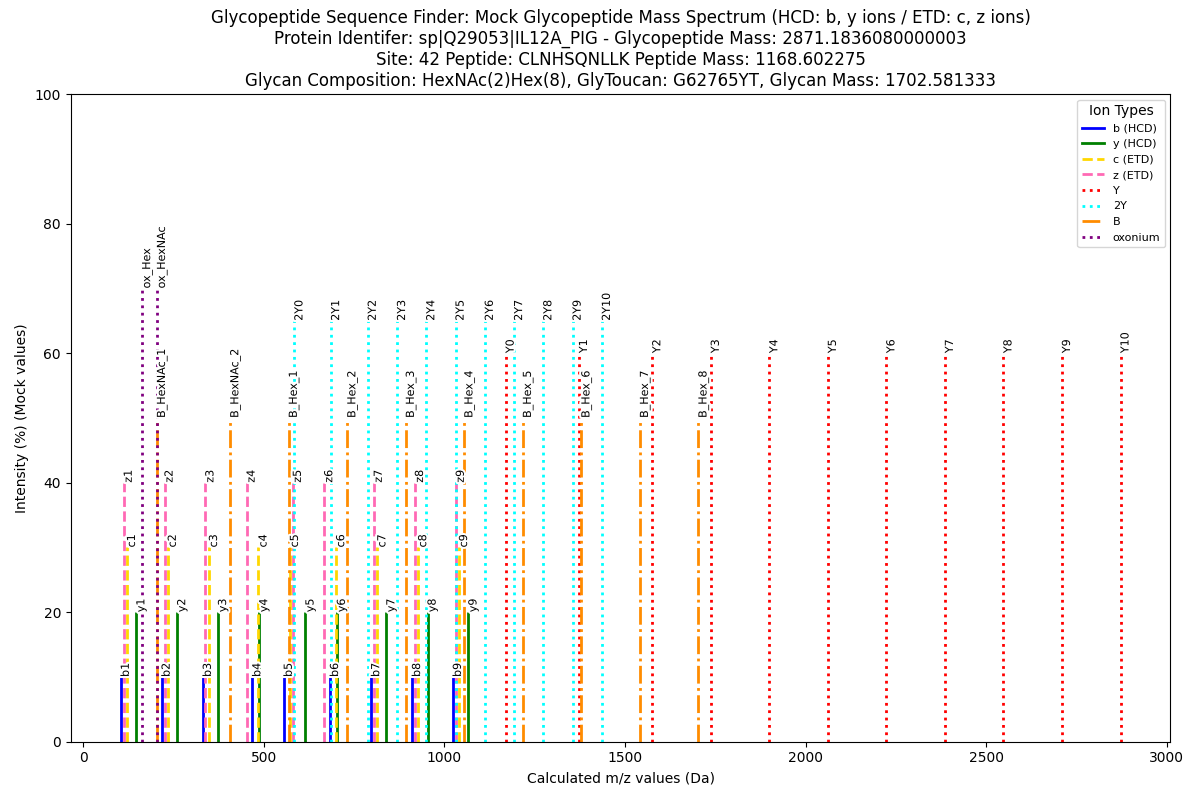 Glycopeptide Sequence Finder: Mock Glycopeptide Mass Spectrum (HCD: b, y ions / ETD: c, z ions)
Protein Identifer: sp|Q29053|IL12A_PIG - Glycopeptide Mass: 2871.1836080000003
Site: 42 Peptide: CLNHSQNLLK Peptide Mass: 1168.602275
Glycan Composition: HexNAc(2)Hex(8), GlyToucan: G62765YT, Glycan Mass: 1702.581333
Ion Types
b (HCD)
y (HCD)
c (ETD)
z (ETD)
Y
2Y
B
oxonium
100
80
60
40
20
0
Intensity (%) (Mock values)
ox_Hex
ox_HexNAc
2Y0
2Y1
2Y2
2Y3
2Y4
2Y5
2Y6
2Y7
2Y8
2Y9
2Y10
Y0
Y1
Y2
Y3
Y4
Y5
Y6
Y7
Y8
Y9
Y10
B_HexNAc_1
B_HexNAc_2
B_Hex_1
B_Hex_2
B_Hex_3
B_Hex_4
B_Hex_5
B_Hex_6
B_Hex_7
B_Hex_8
z1
z2
z3
z4
z5
z6
z7
z8
z9
c1
c2
c3
c4
c5
c6
c7
c8
c9
y1
y2
y3
y4
y5
y6
y7
y8
y9
b1
b2
b3
b4
b5
b6
b7
b8
b9
0
500
1000
1500
2000
2500
3000
Calculated m/z values (Da)